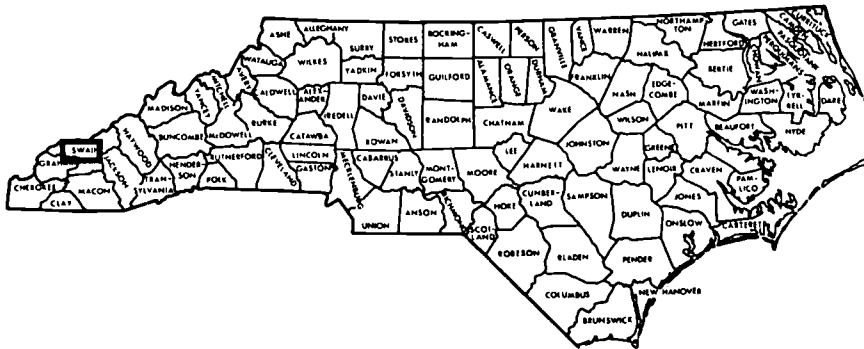 ASHE
ALLEGHANY
SURRY
STOKES
ROCKING-
HAM
CASWELL
PERSON
GRANVILLE
VANCE
WARREN
NORTHAMP
TON
GATES
HERTFORD
HALIFAX
BERTIE
WATAUGA
WILKES
YADKIN
FORSYTH
GUILFORD
ALAMANCE
ORANGE
DURHAM
FRANKLIN
NASH
EDGE-
COMBE
MARTIN
WASH-
INGTON
TYR-
RELL
DARE
MITCHELL
AVERY
YANCEY
MADISON
CALDWELL
ALEX-
ANDER
IREDELL
DAVIE
DAVIDSON
RANDOLPH
CHATHAM
WAKE
WILSON
PITT
BEAUFORT
HYDE
BUNCOMBE
McDOWELL
BURKE
CATAWBA
ROWAN
HAYWOOD
SWAIN
GRAHAM
JACKSON
CHEROKEE
CLAY
MACON
TRAN-
SYLVANIA
HENDER-
SON
POLK
RUTHERFORD
CLEVELAND
LINCOLN
GASTON
MECKLENBURG
CABARRUS
STANLY
MONT-
GOMERY
MOORE
LEE
HARNETT
JOHNSTON
WAYNE
GREENE
LENOIR
CRAVEN
PAM-
LICO
UNION
ANSON
RICHMOND
SCOT-
LAND
HOKE
CUMBER-
LAND
SAMPSON
DUPLIN
JONES
ONSLOW
CARTERET
ROBESON
BLADEN
PENDER
COLUMBUS
NEW HANOVER
BRUNSWICK